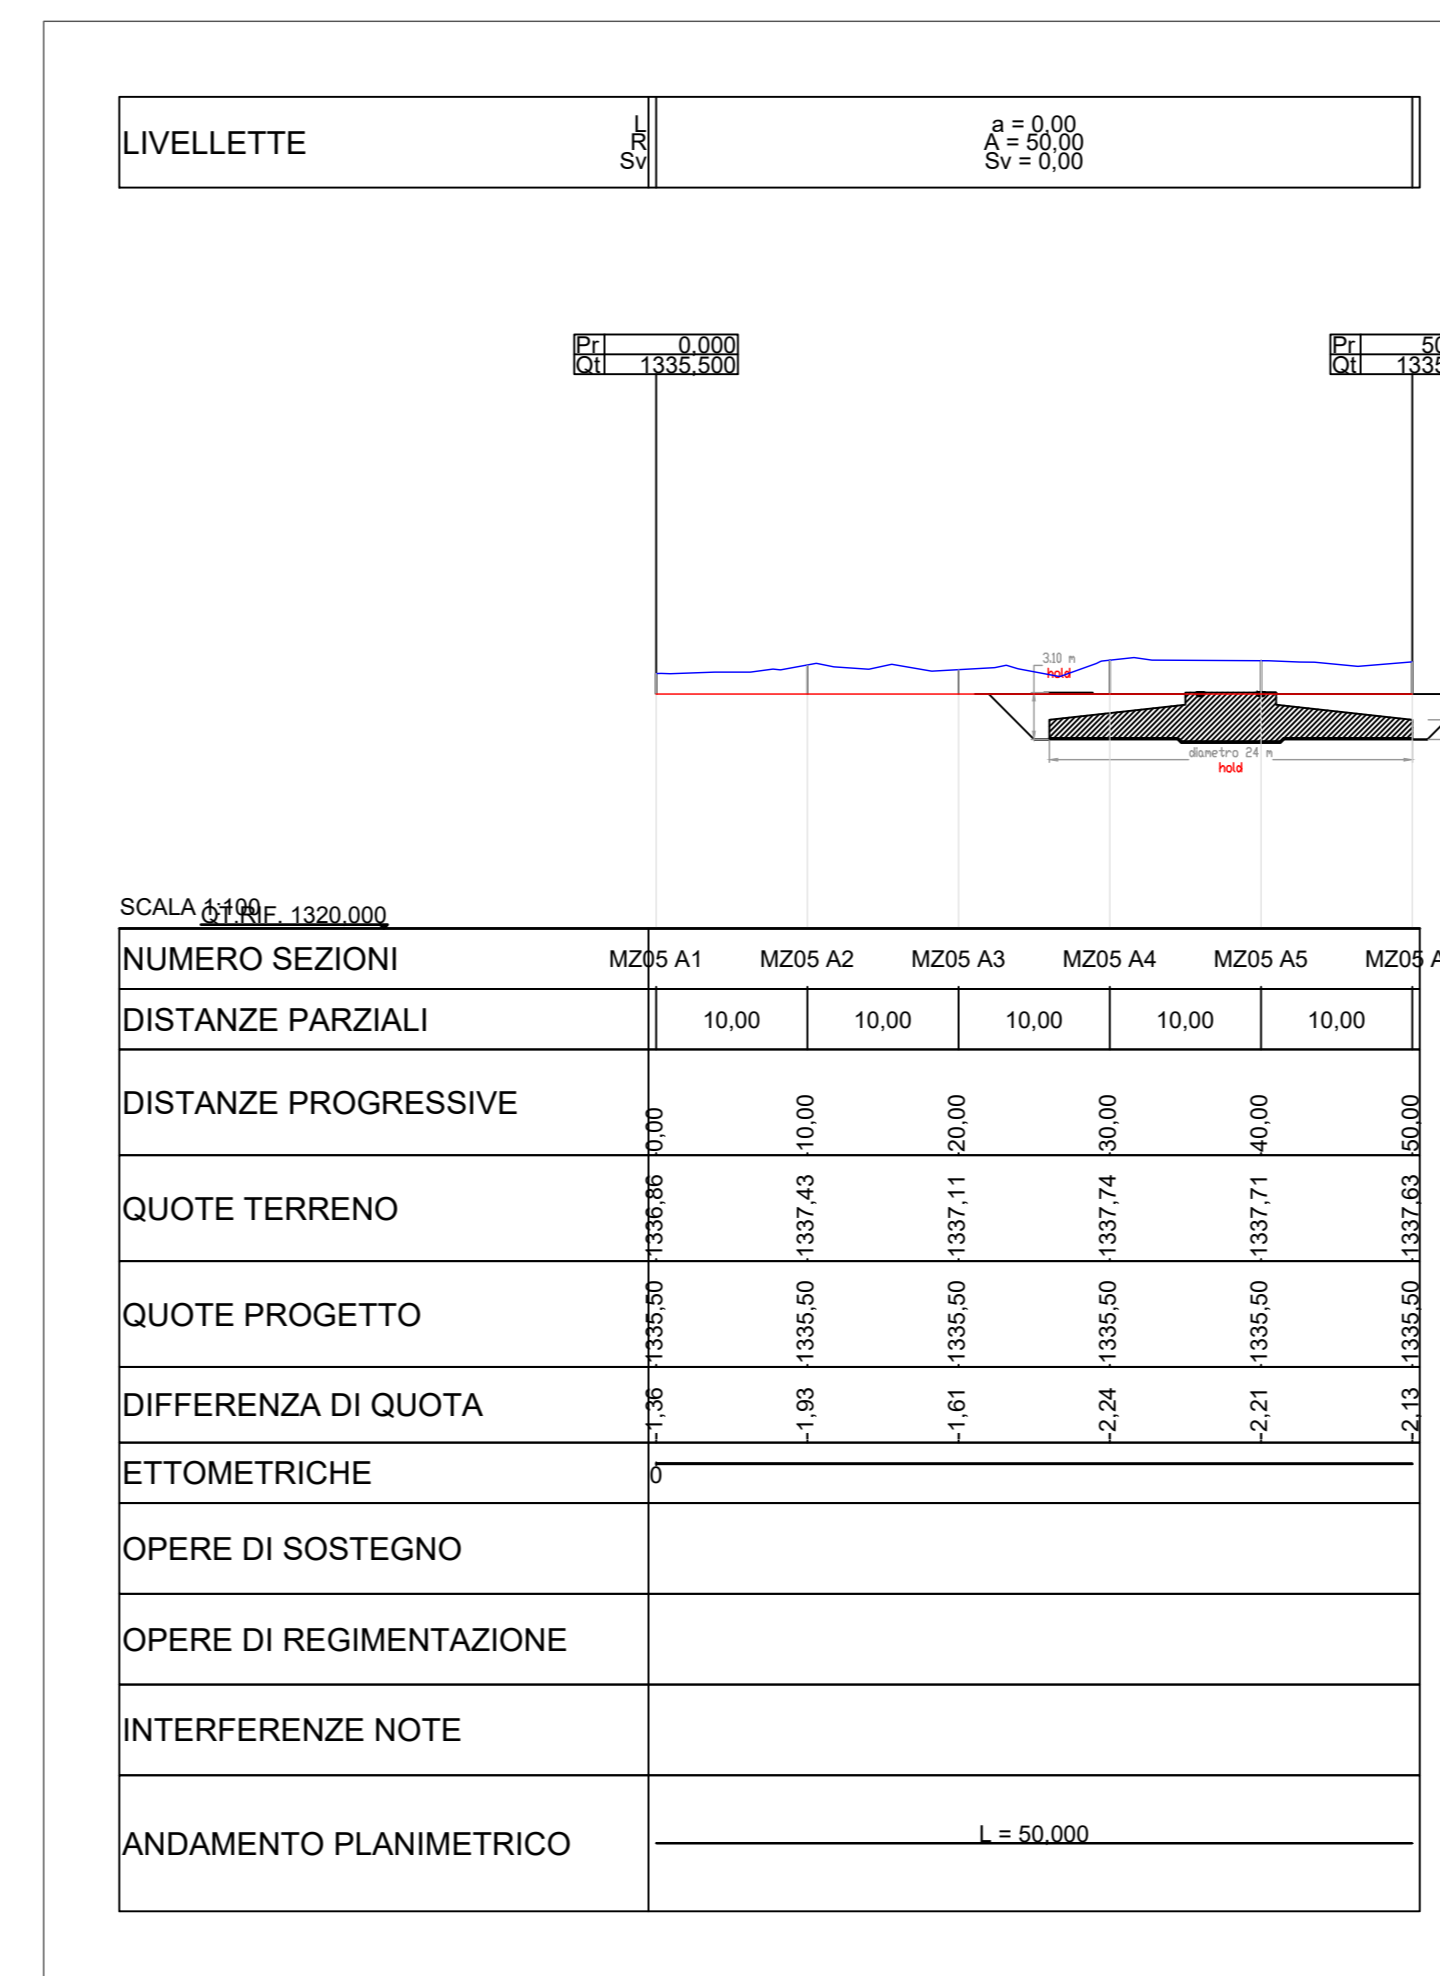 LIVELLETTE
L
R
Sv
a = 0,00
A = 50,00
Sv = 0,00
Pr 0,000
Qt 1335,500
Pr 50
Qt 1335
3.10 m
hold
diametro 24 m
hold
SCALA 1:100
QT.RIF. 1320.000
NUMERO SEZIONI MZ05 A1 MZ05 A2 MZ05 A3 MZ05 A4 MZ05 A5 MZ05 A
DISTANZE PARZIALI 10,00 10,00 10,00 10,00 10,00
DISTANZE PROGRESSIVE 0,00 10,00 20,00 30,00 40,00 50,00
QUOTE TERRENO 1336,86 1337,43 1337,11 1337,74 1337,71 1337,63
QUOTE PROGETTO 1335,50 1335,50 1335,50 1335,50 1335,50 1335,50
DIFFERENZA DI QUOTA -1,36 -1,93 -1,61 -2,24 -2,21 -2,13
ETTOMETRICHE 0
OPERE DI SOSTEGNO
OPERE DI REGIMENTAZIONE
INTERFERENZE NOTE
ANDAMENTO PLANIMETRICO L = 50,000